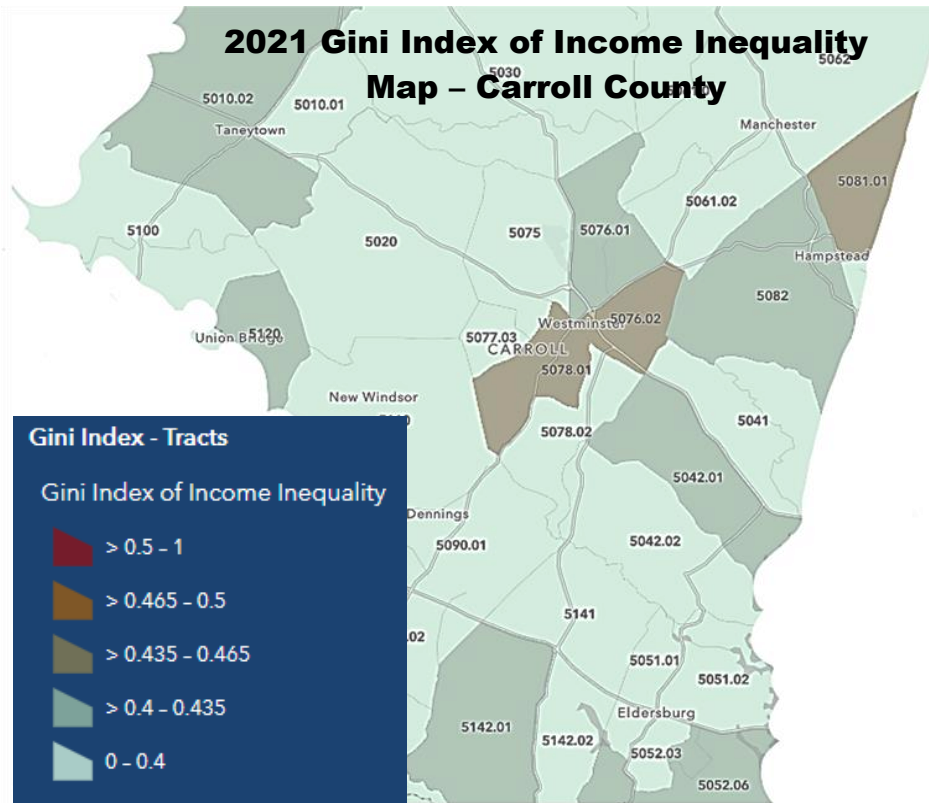 2021 Gini Index of Income Inequality
Map – Carroll County
5062
5030
5010.02
5010.01
Taneytown
Manchester
5081.01
5061.02
5100
5020
5075
5076.01
Hampstead
5082
Westminster
5076.02
Union Bridge
5120
5077.03
CARROLL
5078.01
New Windsor
5078.02
5041
5042.01
Dennings
5090.01
5042.02
5141
.02
5051.01
5051.02
Eldersburg
5142.01
5142.02
5052.03
5052.06
Gini Index - Tracts
Gini Index of Income Inequality
> 0.5 – 1
> 0.465 – 0.5
> 0.435 – 0.465
> 0.4 – 0.435
0 – 0.4